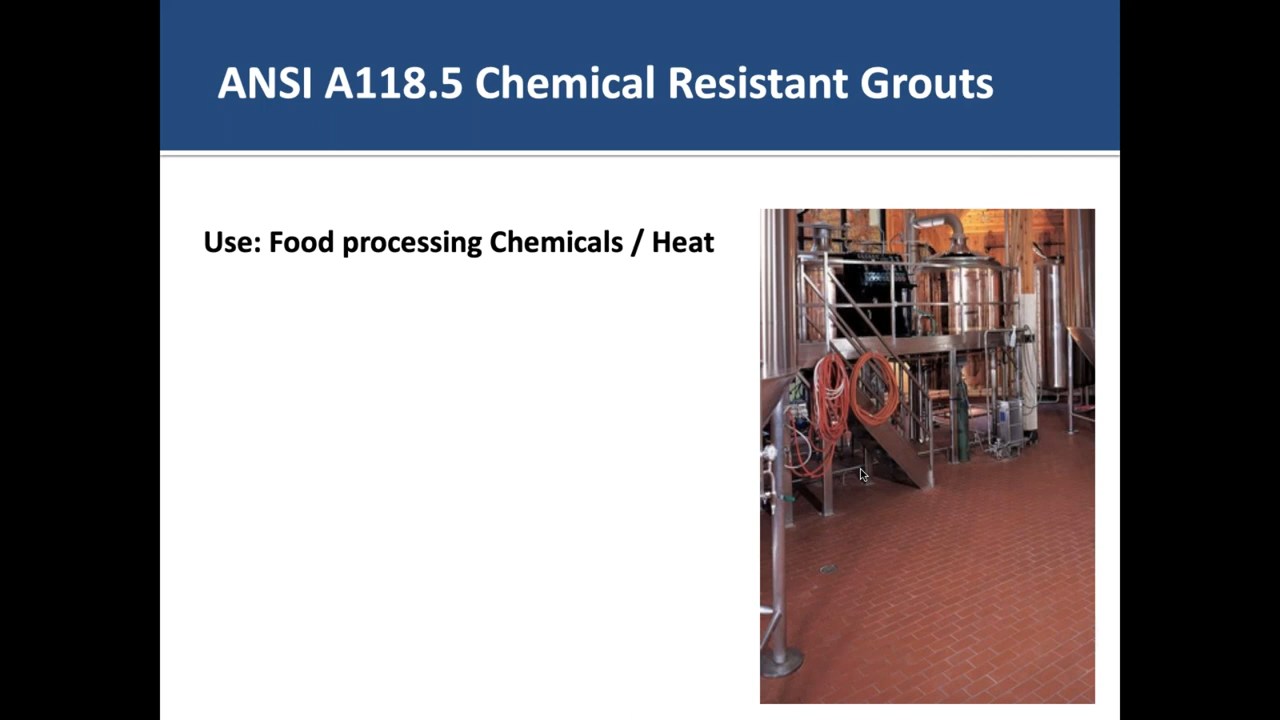 ANSI A118.5 Chemical Resistant Grouts
Use: Food processing Chemicals / Heat